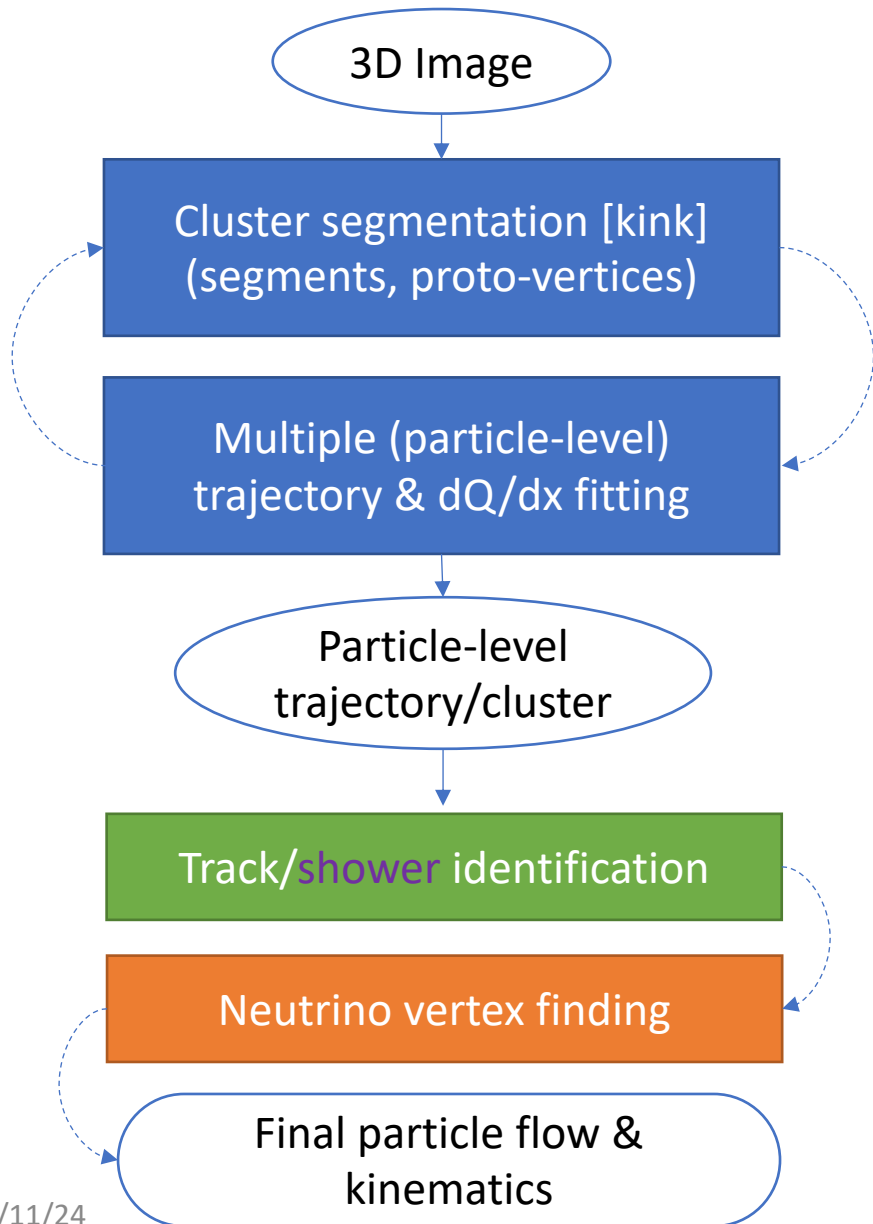 3D Image
Cluster segmentation [kink]
(segments, proto-vertices)
Multiple (particle-level)
trajectory & dQ/dx fitting
Particle-level
trajectory/cluster
Track/shower identification
Neutrino vertex finding
Final particle flow &
kinematics
/11/24